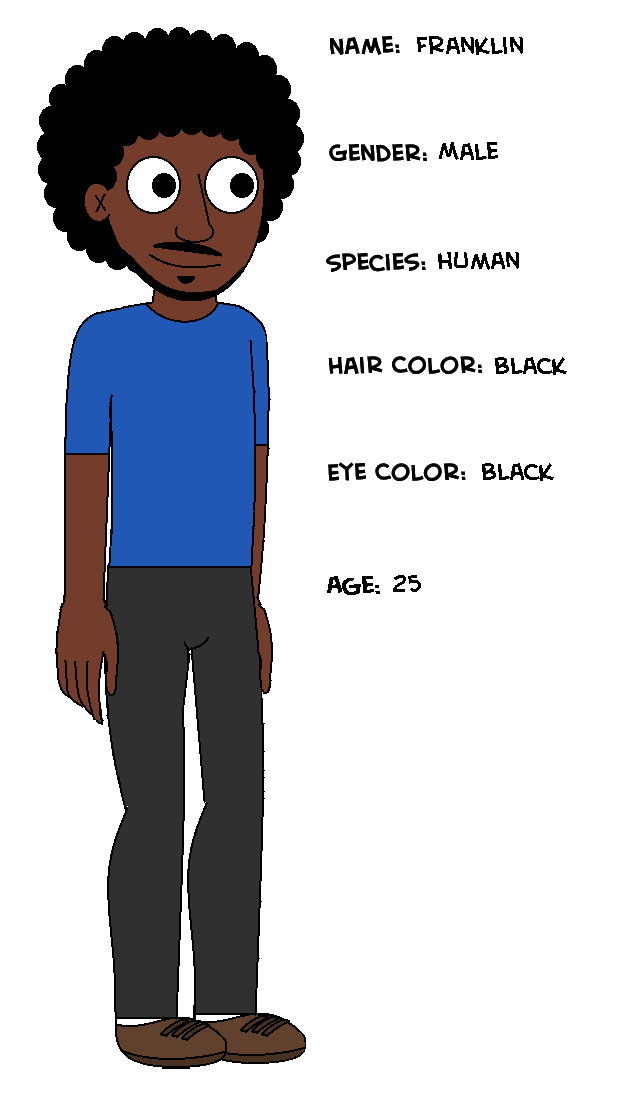 NAME: FRANKLIN
GENDER: MALE
SPECIES: HUMAN
HAIR COLOR: BLACK
EYE COLOR: BLACK
AGE: 25